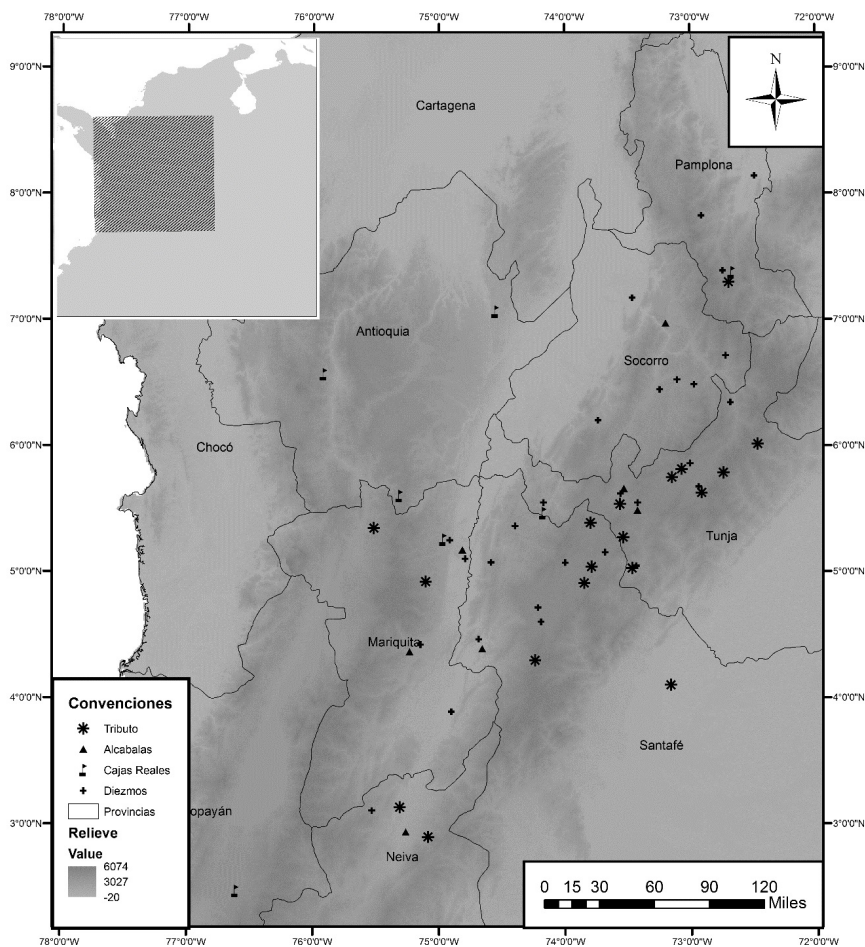 78°0'0"W 77°0'0"W 76°0'0"W 75°0'0"W 74°0'0"W 73°0'0"W 72°0'0"W
9°0'0"N 9°0'0"N
N
Cartagena
Pamplona
8°0'0"N 8°0'0"N
7°0'0"N 7°0'0"N
Antioquia
Socorro
6°0'0"N 6°0'0"N
Chocó
Tunja
5°0'0"N 5°0'0"N
Mariquita
4°0'0"N 4°0'0"N
Santafé
Convenciones
Tributo
Alcabalas
Cajas Reales
Diezmos
Provincias
Relieve
Value
6074
3027
-20
opayán
3°0'0"N 3°0'0"N
Neiva
0 15 30 60 90 120
Miles
78°0'0"W 77°0'0"W 76°0'0"W 75°0'0"W 74°0'0"W 73°0'0"W 72°0'0"W